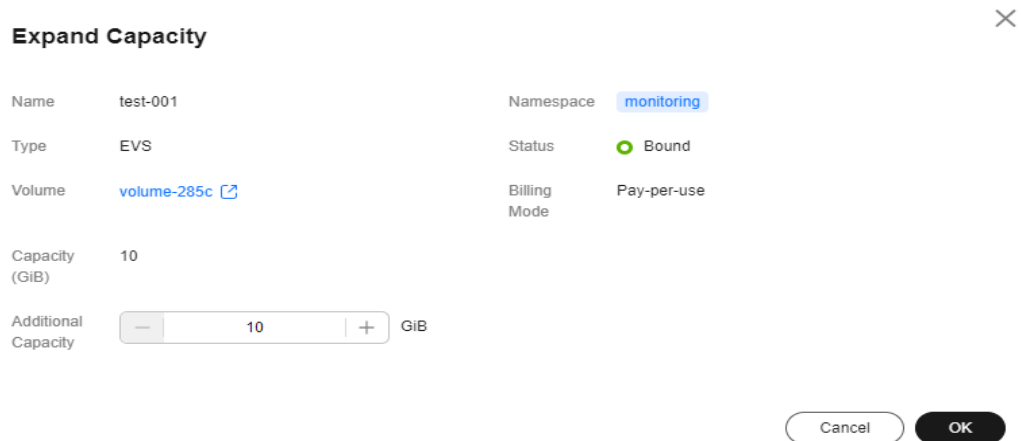 Expand Capacity
Name test-001 Namespace monitoring
Type EVS Status Bound
Volume volume-285c Billing Mode Pay-per-use
Capacity (GiB) 10
Additional Capacity 10 GiB
Cancel OK